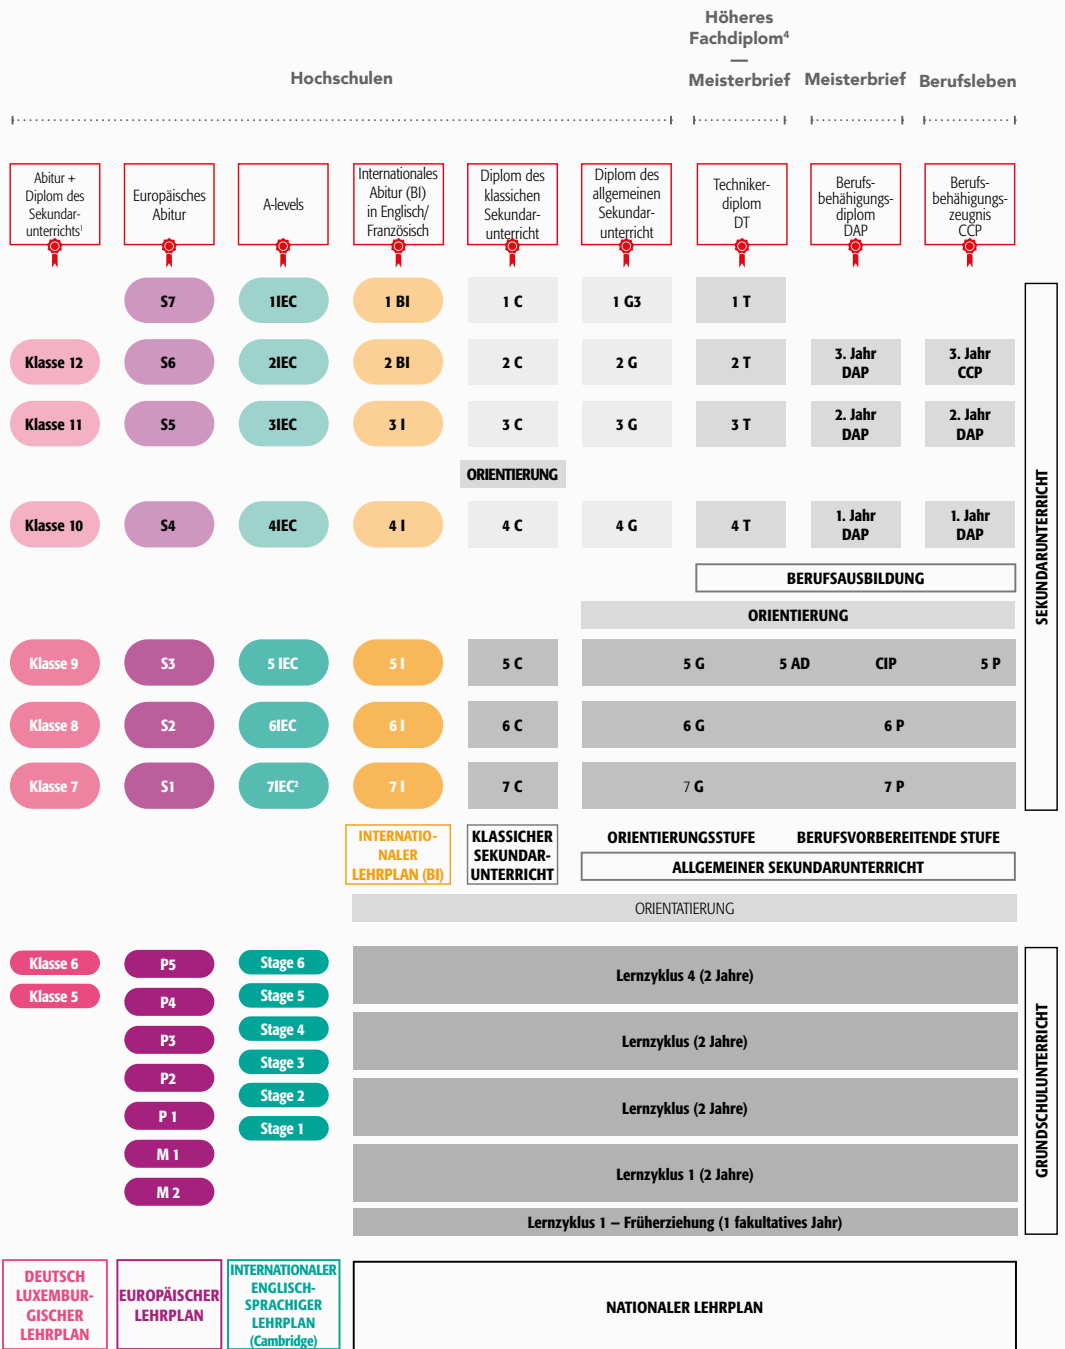 Höheres
Fachdiplom⁴
—
Hochschulen
Meisterbrief
Meisterbrief
Berufsleben
Abitur +
Diplom des
Sekundar-
unterrichts¹
Europäisches
Abitur
A-levels
Internationales
Abitur (BI)
in Englisch/
Französisch
Diplom des
klassichen
Sekundar-
unterricht
Diplom des
allgemeinen
Sekundar-
unterricht
Techniker-
diplom
DT
Berufs-
behähigungs-
diplom
DAP
Berufs-
behähigungs-
zeugnis
CCP
S7
1IEC
1 BI
1 C
1 G3
1 T
Klasse 12
S6
2IEC
2 BI
2 C
2 G
2 T
3. Jahr
DAP
3. Jahr
CCP
Klasse 11
S5
3IEC
3 I
3 C
3 G
3 T
2. Jahr
DAP
2. Jahr
DAP
ORIENTIERUNG
Klasse 10
S4
4IEC
4 I
4 C
4 G
4 T
1. Jahr
DAP
1. Jahr
DAP
BERUFSAUSBILDUNG
ORIENTIERUNG
Klasse 9
S3
5 IEC
5 I
5 C
5 G
5 AD
CIP
5 P
Klasse 8
S2
6IEC
6 I
6 C
6 G
6 P
Klasse 7
S1
7IEC²
7 I
7 C
7 G
7 P
SEKUNDARUNTERRICHT
INTERNATIO-
NALER
LEHRPLAN (BI)
KLASSICHER
SEKUNDAR-
UNTERRICHT
ORIENTIERUNGSSTUFE
BERUFSVORBEREITENDE STUFE
ALLGEMEINER SEKUNDARUNTERRICHT
ORIENTATIERUNG
Klasse 6
Klasse 5
P5
P4
P3
P2
P 1
M 1
M 2
Stage 6
Stage 5
Stage 4
Stage 3
Stage 2
Stage 1
Lernzyklus 4 (2 Jahre)
Lernzyklus (2 Jahre)
Lernzyklus (2 Jahre)
Lernzyklus 1 (2 Jahre)
Lernzyklus 1 – Früherziehung (1 fakultatives Jahr)
GRUNDSCHULUNTERRICHT
DEUTSCH
LUXEMBUR-
GISCHER
LEHRPLAN
EUROPÄISCHER
LEHRPLAN
INTERNATIONALER
ENGLISCH-
SPRACHIGER
LEHRPLAN
(Cambridge)
NATIONALER LEHRPLAN